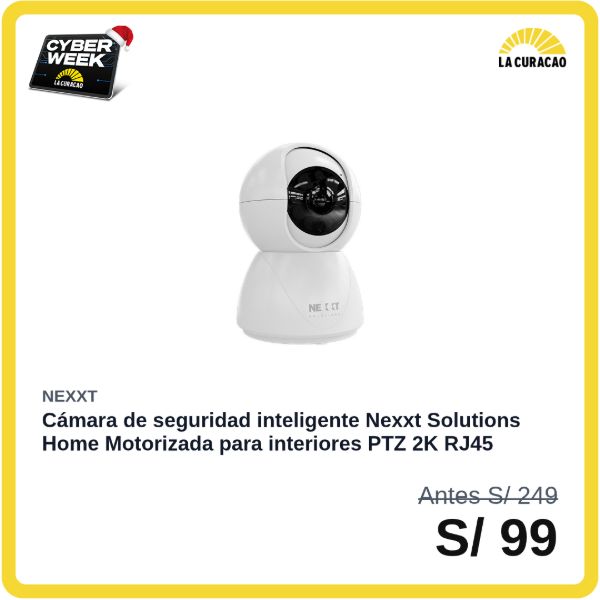 CYBER
WEEK
LA CURACAO
LA CURACAO
NEXXT
NEXXT
Cámara de seguridad inteligente Nexxt Solutions
Home Motorizada para interiores PTZ 2K RJ45
Antes S/ 249
S/ 99